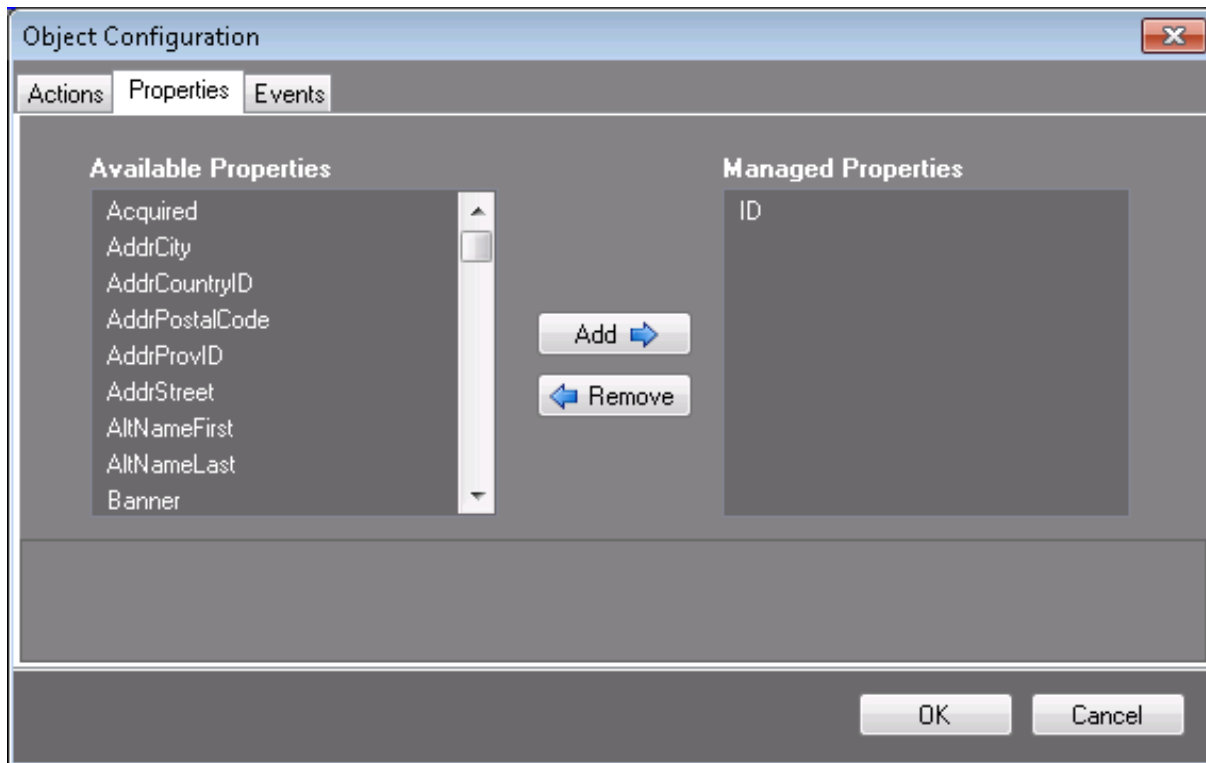 Object Configuration
Actions Properties Events
Available Properties
Acquired
AddrCity
AddrCountryID
AddrPostalCode
AddrProvID
AddrStreet
AltNameFirst
AltNameLast
Banner
Add
Remove
Managed Properties
ID
OK Cancel